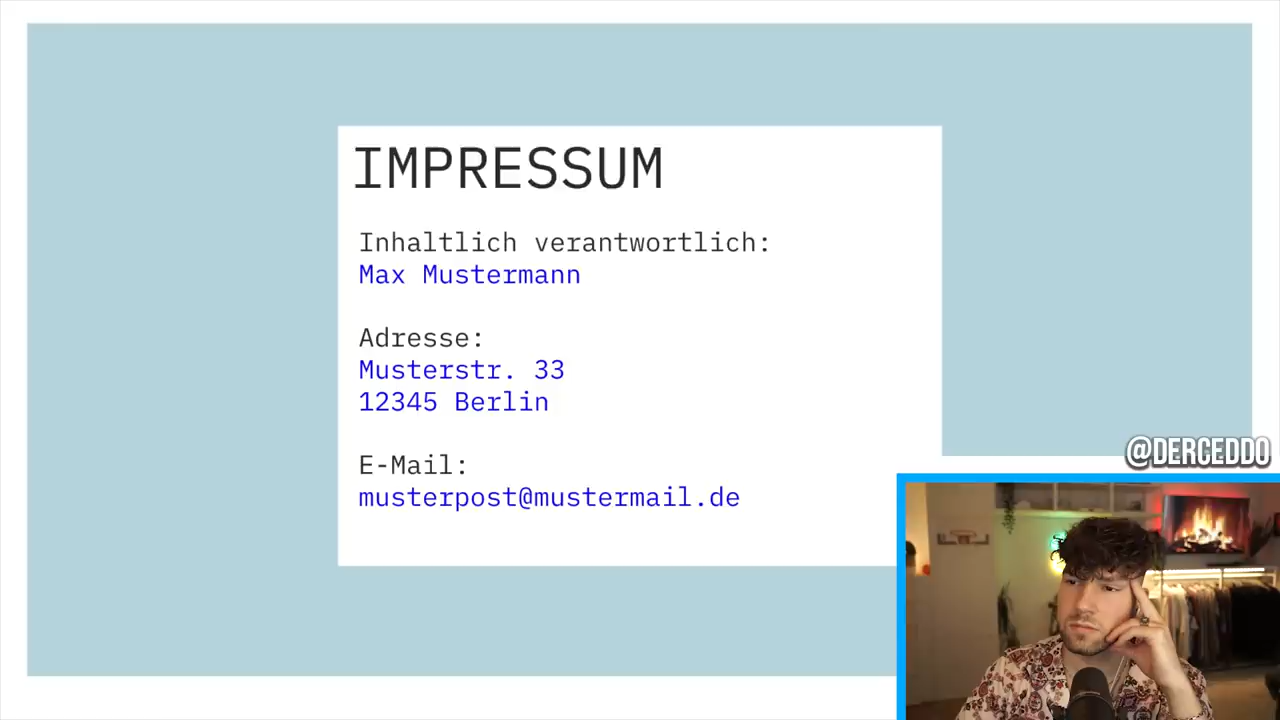 IMPRESSUM
Inhaltlich verantwortlich:
Max Mustermann
Adresse:
Musterstr. 33
12345 Berlin
E-Mail:
musterpost@mustermail.de
@DERCEDDO